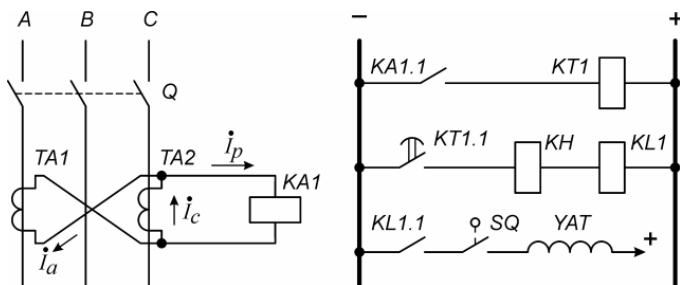 A B C
Q
TA1 TA2 İp KA1
İc
İa
– +
KA1.1 KT1
KT1.1 KH KL1
KL1.1 SQ YAT +